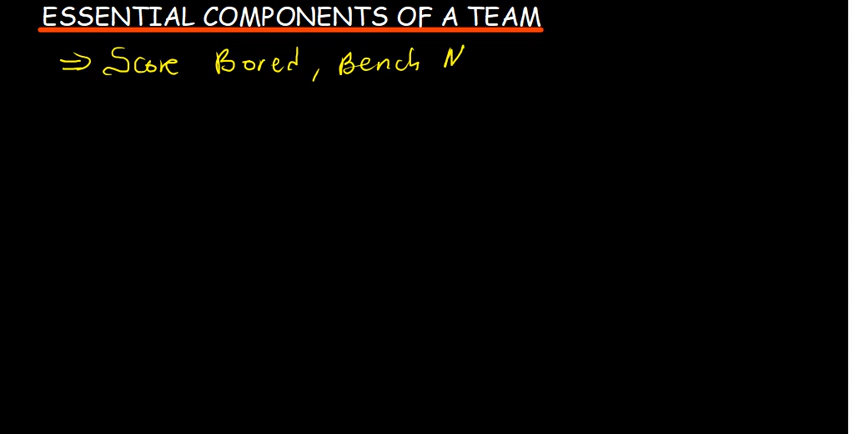 ESSENTIAL COMPONENTS OF A TEAM
⇒ Score Bored, Bench N